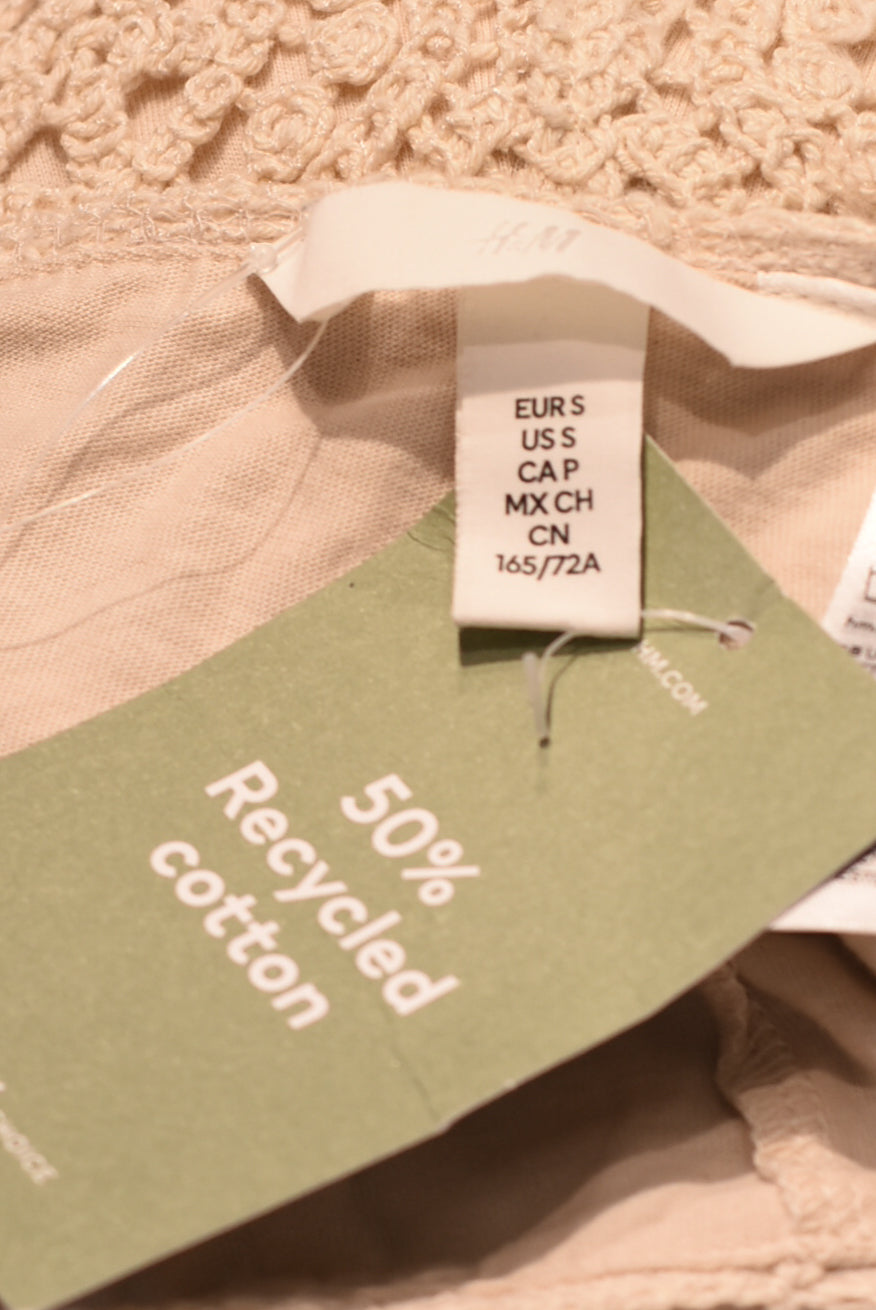 H&M
EUR S
US S
CA P
MX CH
CN
165/72A
HM.COM
50%
Recycled
cotton